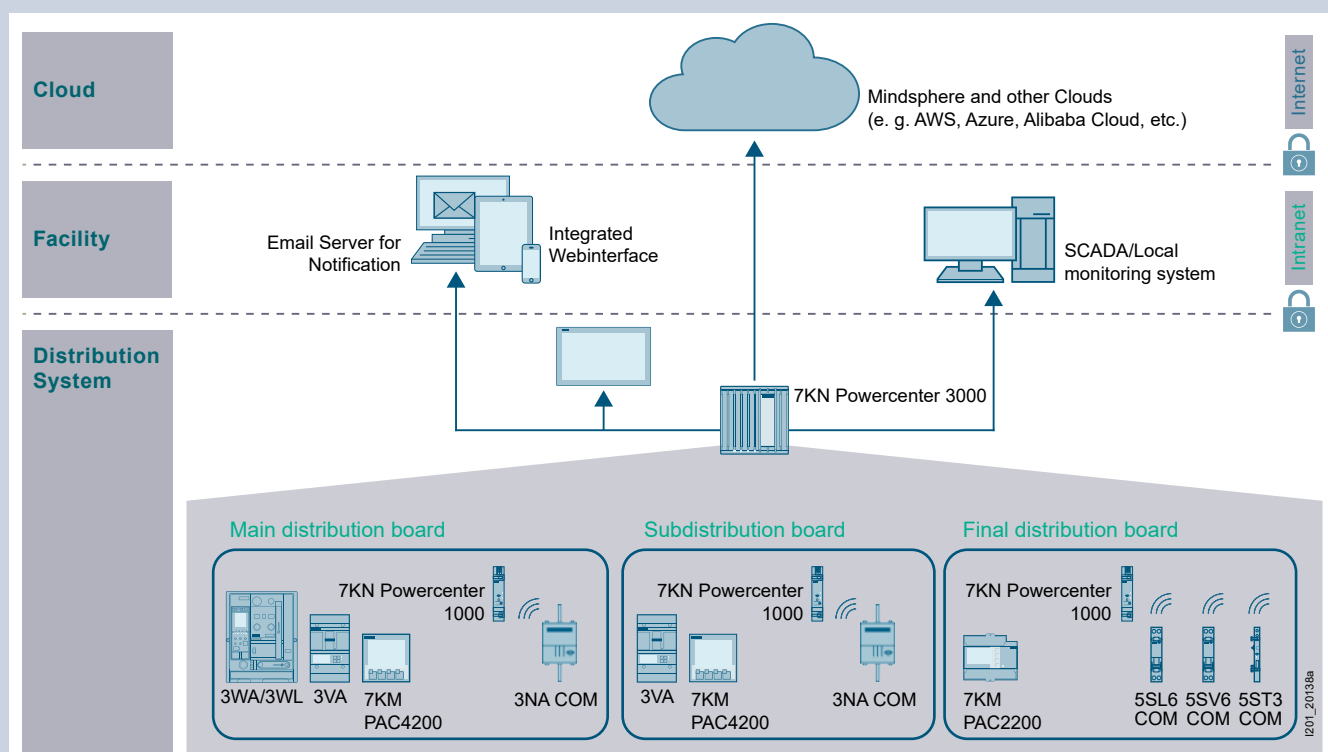 Cloud
Mindsphere and other Clouds
(e. g. AWS, Azure, Alibaba Cloud, etc.)
Internet
Facility
Email Server for
Notification
Integrated
Webinterface
SCADA/Local
monitoring system
Intranet
Distribution
System
7KN Powercenter 3000
Main distribution board
7KN Powercenter
1000
3WA/3WL
3VA
7KM
PAC4200
3NA COM
Subdistribution board
7KN Powercenter
1000
3VA
7KM
PAC4200
3NA COM
Final distribution board
7KN Powercenter
1000
7KM
PAC2200
5SL6
COM
5SV6
COM
5ST3
COM
I201_20138a